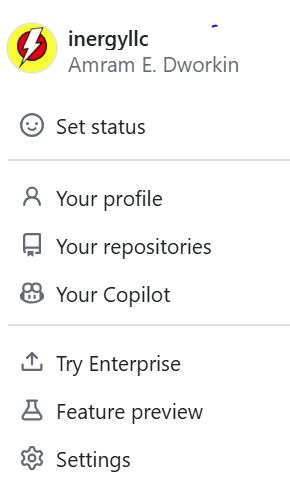 inergyllc
Amram E. Dworkin
Set status
Your profile
Your repositories
Your Copilot
Try Enterprise
Feature preview
Settings